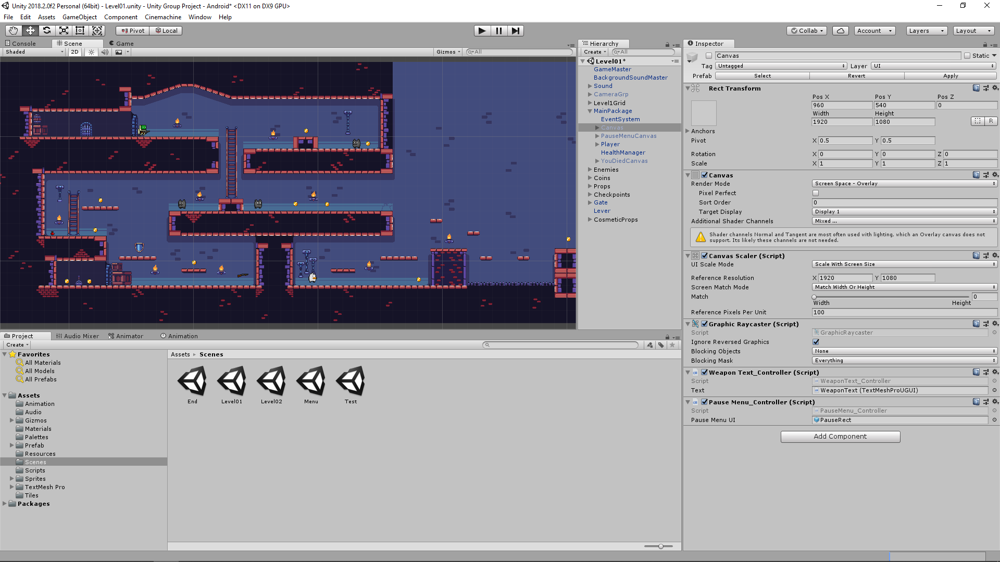 Unity 2018.2.0f2 Personal (64bit) - Level01.unity - Unity Group Project - Android* <DX11 on DX9 GPU>
File Edit Assets GameObject Component Cinemachine Window Help
Pivot Local Collab Account Layers Layout
Console Scene Game
Shaded 2D Gizmos All
Hierarchy
Create All
Level01*
GameMaster
BackgroundSoundMaster
Sound
CameraGrp
Level1Grid
MainPackage
EventSystem
Canvas
PauseMenuCanvas
Player
HealthManager
YouDiedCanvas
Enemies
Coins
Props
Checkpoints
Gate
Lever
CosmeticProps
Inspector
Canvas Static
Tag Untagged Layer UI
Prefab Select Revert Apply
Rect Transform
Pos X Pos Y Pos Z
960 540 0
Width Height
1920 1080 R
Anchors
Pivot X 0.5 Y 0.5
Rotation X 0 Y 0 Z 0
Scale X 1 Y 1 Z 1
Canvas
Render Mode Screen Space - Overlay
Pixel Perfect
Sort Order 0
Target Display Display 1
Additional Shader Channels Mixed ...
Shader channels Normal and Tangent are most often used with lighting, which an Overlay canvas does not
support. Its likely these channels are not needed.
Canvas Scaler (Script)
UI Scale Mode Scale With Screen Size
Reference Resolution X 1920 Y 1080
Screen Match Mode Match Width Or Height
Match 0
Width Height
Reference Pixels Per Unit 100
Graphic Raycaster (Script)
Script GraphicRaycaster
Ignore Reversed Graphics
Blocking Objects None
Blocking Mask Everything
Weapon Text_Controller (Script)
Script WeaponText_Controller
Text WeaponText (TextMeshProUGUI)
Pause Menu_Controller (Script)
Script PauseMenu_Controller
Pause Menu UI PauseRect
Add Component
Project Audio Mixer Animator Animation
Create
Favorites
All Materials
All Models
All Prefabs
Assets
Animation
Audio
Gizmos
Materials
Palettes
Prefab
Resources
Scenes
Scripts
Sprites
TextMesh Pro
Tiles
Packages
Assets Scenes
End Level01 Level02 Menu Test